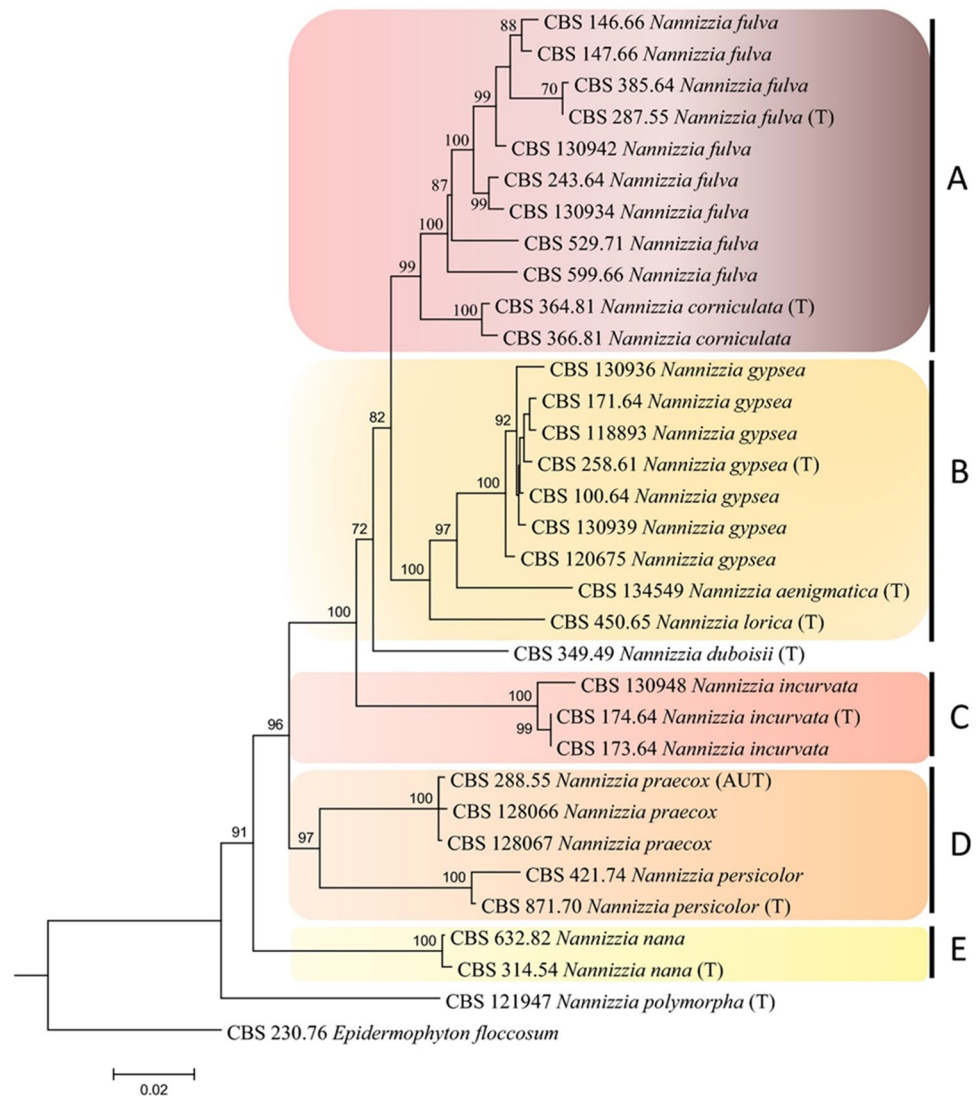 88
CBS 146.66 Nannizzia fulva
CBS 147.66 Nannizzia fulva
70
CBS 385.64 Nannizzia fulva
99
CBS 287.55 Nannizzia fulva (T)
100
CBS 130942 Nannizzia fulva
A
87
CBS 243.64 Nannizzia fulva
99
CBS 130934 Nannizzia fulva
100
CBS 529.71 Nannizzia fulva
99
CBS 599.66 Nannizzia fulva
100
CBS 364.81 Nannizzia corniculata (T)
CBS 366.81 Nannizzia corniculata
CBS 130936 Nannizzia gypsea
CBS 171.64 Nannizzia gypsea
82
92
CBS 118893 Nannizzia gypsea
CBS 258.61 Nannizzia gypsea (T)
B
100
CBS 100.64 Nannizzia gypsea
72
97
CBS 130939 Nannizzia gypsea
CBS 120675 Nannizzia gypsea
100
CBS 134549 Nannizzia aenigmatica (T)
100
CBS 450.65 Nannizzia lorica (T)
CBS 349.49 Nannizzia duboisii (T)
100
CBS 130948 Nannizzia incurvata
96
99
CBS 174.64 Nannizzia incurvata (T)
C
CBS 173.64 Nannizzia incurvata
CBS 288.55 Nannizzia praecox (AUT)
100
CBS 128066 Nannizzia praecox
91
97
CBS 128067 Nannizzia praecox
D
100
CBS 421.74 Nannizzia persicolor
CBS 871.70 Nannizzia persicolor (T)
100
CBS 632.82 Nannizzia nana
E
CBS 314.54 Nannizzia nana (T)
CBS 121947 Nannizzia polymorpha (T)
CBS 230.76 Epidermophyton floccosum
0.02